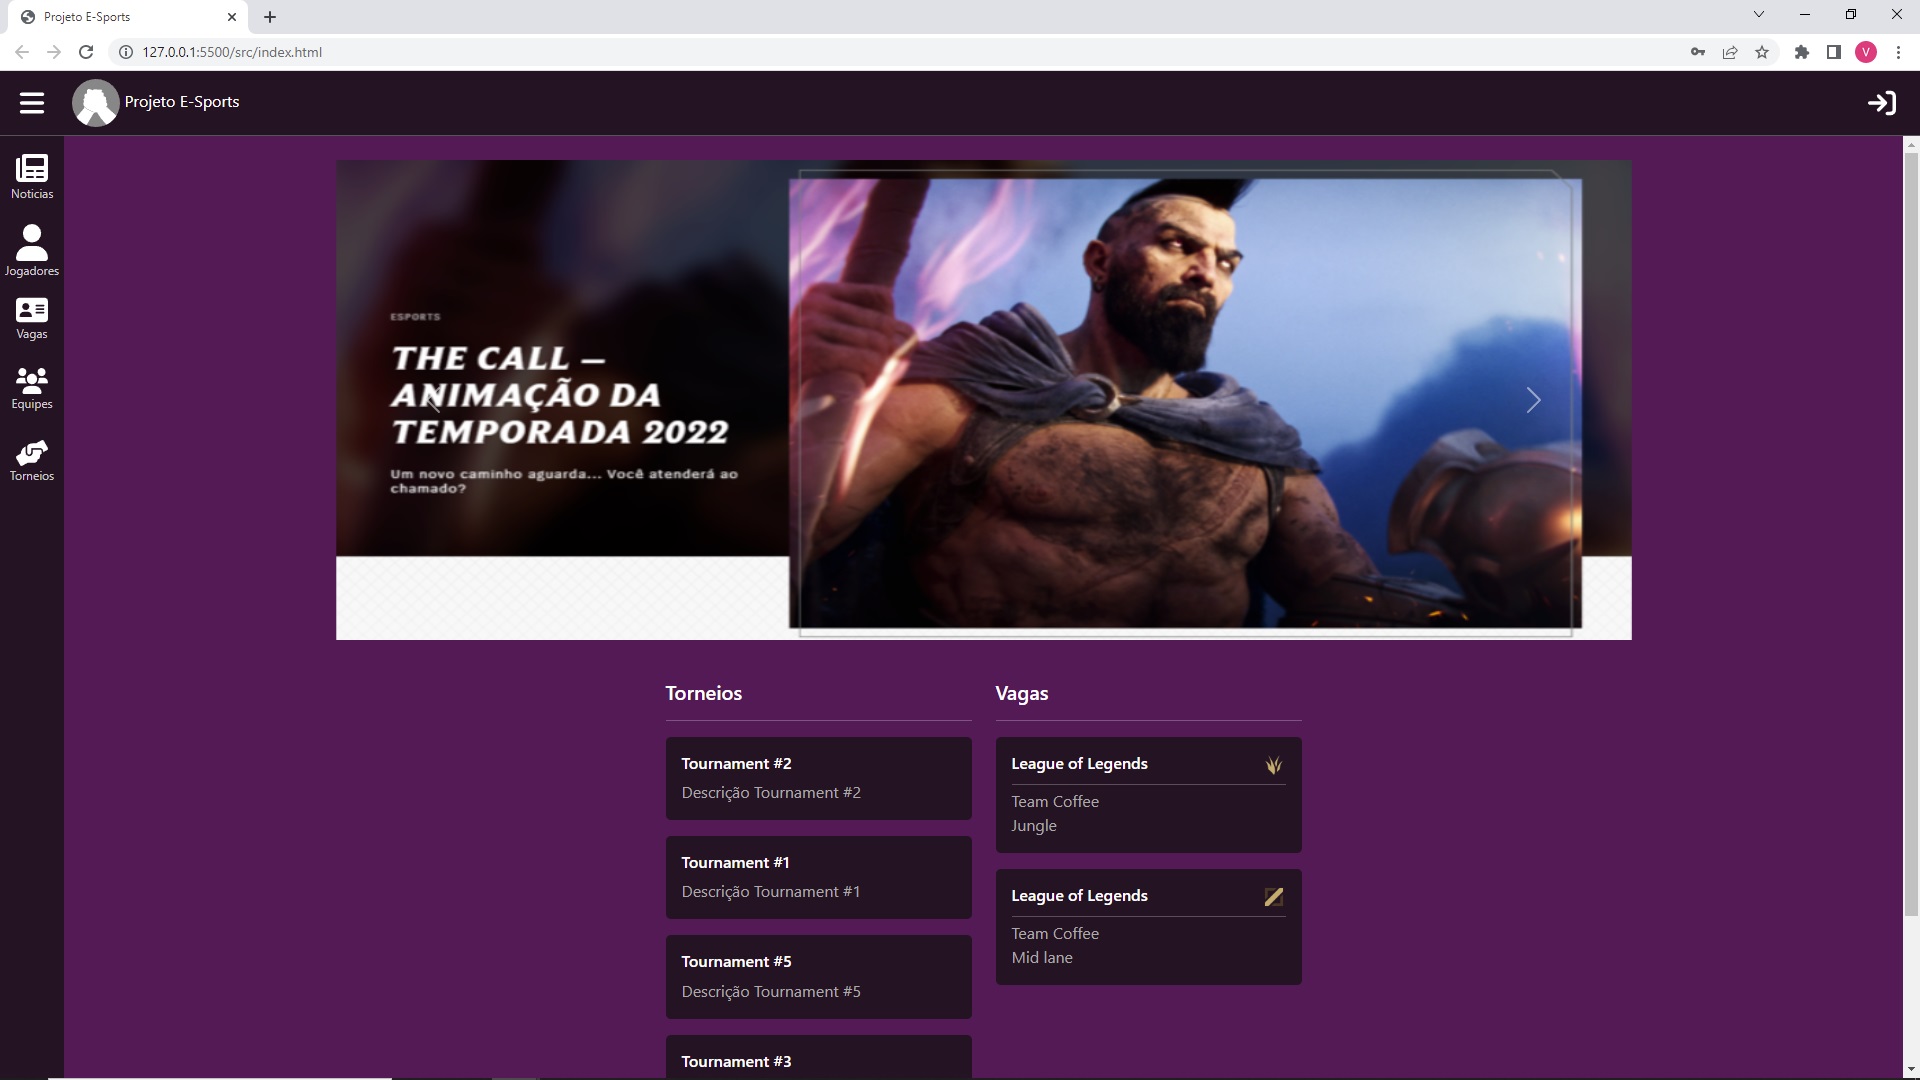 Projeto E-Sports
127.0.0.1:5500/src/index.html
V
Projeto E-Sports
Noticias
Jogadores
Vagas
Equipes
Torneios
ESPORTS
THE CALL –
ANIMAÇÃO DA
TEMPORADA 2022
Um novo caminho aguarda... Você atenderá ao
chamado?
Torneios
Tournament #2
Descrição Tournament #2
Tournament #1
Descrição Tournament #1
Tournament #5
Descrição Tournament #5
Tournament #3
Vagas
League of Legends
Team Coffee
Jungle
League of Legends
Team Coffee
Mid lane